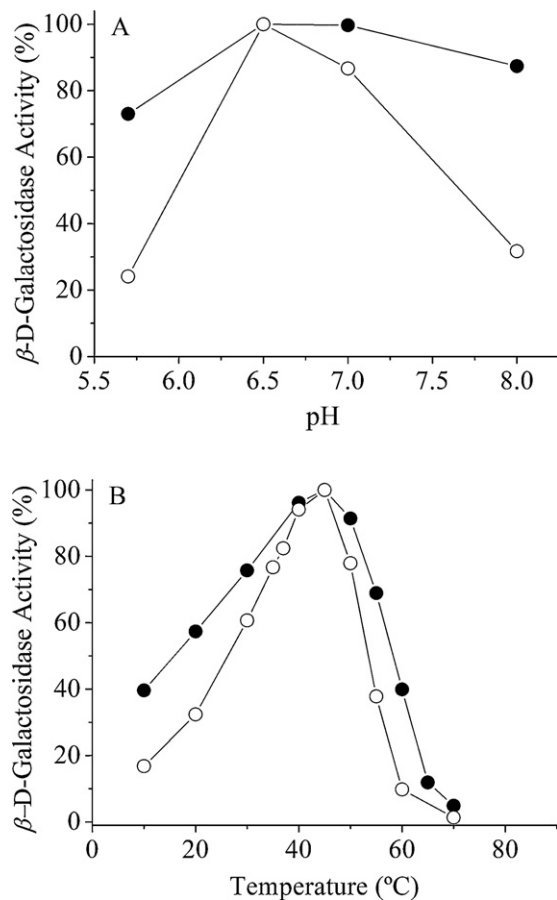 A
β-D-Galactosidase Activity (%)
100
80
60
40
20
0
5.5 6.0 6.5 7.0 7.5 8.0
pH
B
β–D-Galactosidase Activity (%)
100
80
60
40
20
0
0 20 40 60 80
Temperature (ºC)